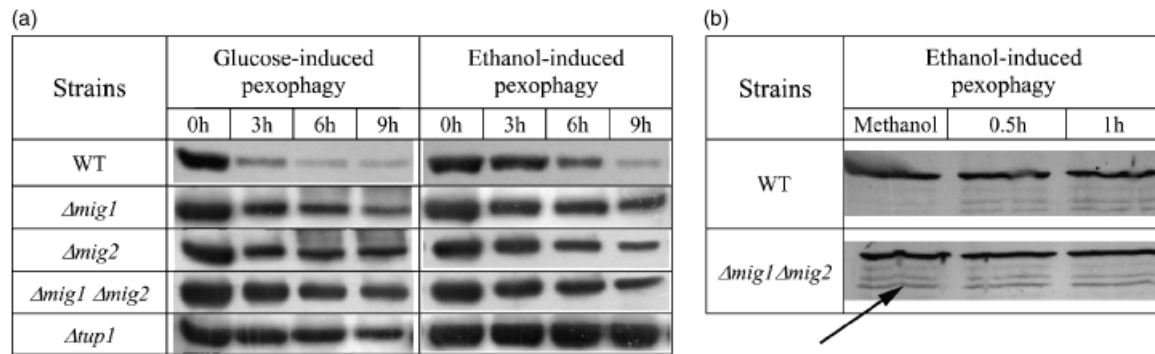 (a)
Strains
Glucose-induced
pexophagy
Ethanol-induced
pexophagy
0h 3h 6h 9h 0h 3h 6h 9h
WT
Δmig1
Δmig2
Δmig1 Δmig2
Δtup1
(b)
Strains
Ethanol-induced
pexophagy
Methanol 0.5h 1h
WT
Δmig1Δmig2